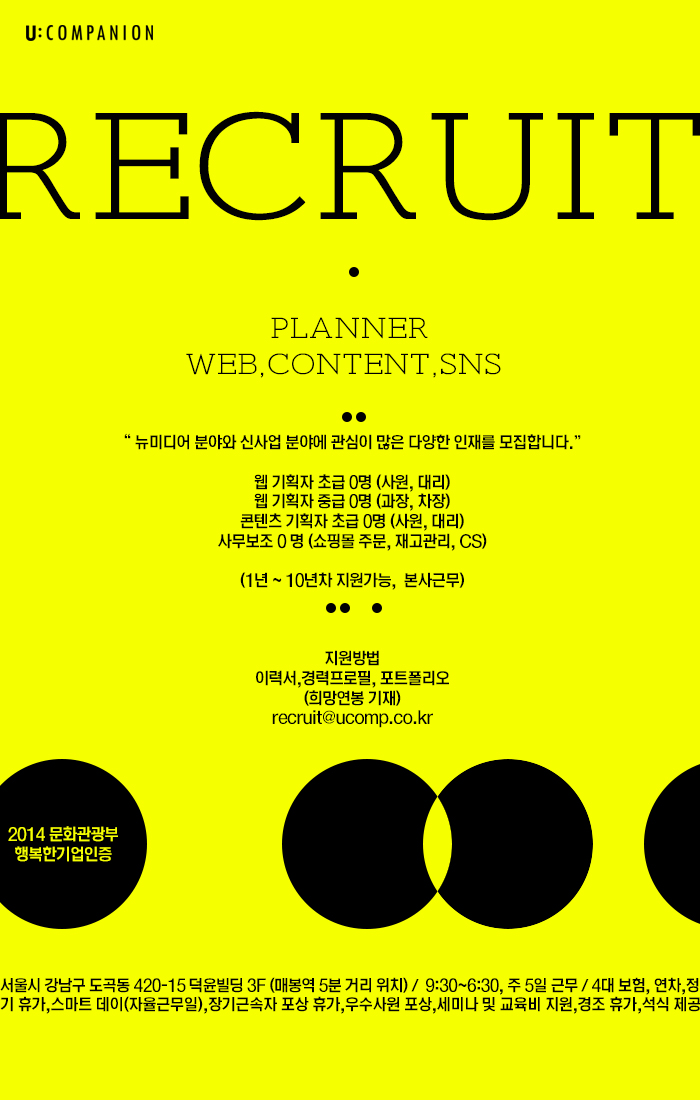 U:COMPANION
RECRUIT
PLANNER
WEB,CONTENT,SNS
“ 뉴미디어 분야와 신사업 분야에 관심이 많은 다양한 인재를 모집합니다.”
웹 기획자 초급 0명 (사원, 대리)
웹 기획자 중급 0명 (과장, 차장)
콘텐츠 기획자 초급 0명 (사원, 대리)
사무보조 0 명 (쇼핑몰 주문, 재고관리, CS)
(1년 ~ 10년차 지원가능, 본사근무)
지원방법
이력서,경력프로필, 포트폴리오
(희망연봉 기재)
recruit@ucomp.co.kr
2014 문화관광부
행복한기업인증
서울시 강남구 도곡동 420-15 덕윤빌딩 3F (매봉역 5분 거리 위치) / 9:30~6:30, 주 5일 근무 / 4대 보험, 연차,정
기 휴가,스마트 데이(자율근무일),장기근속자 포상 휴가,우수사원 포상,세미나 및 교육비 지원,경조 휴가,석식 제공